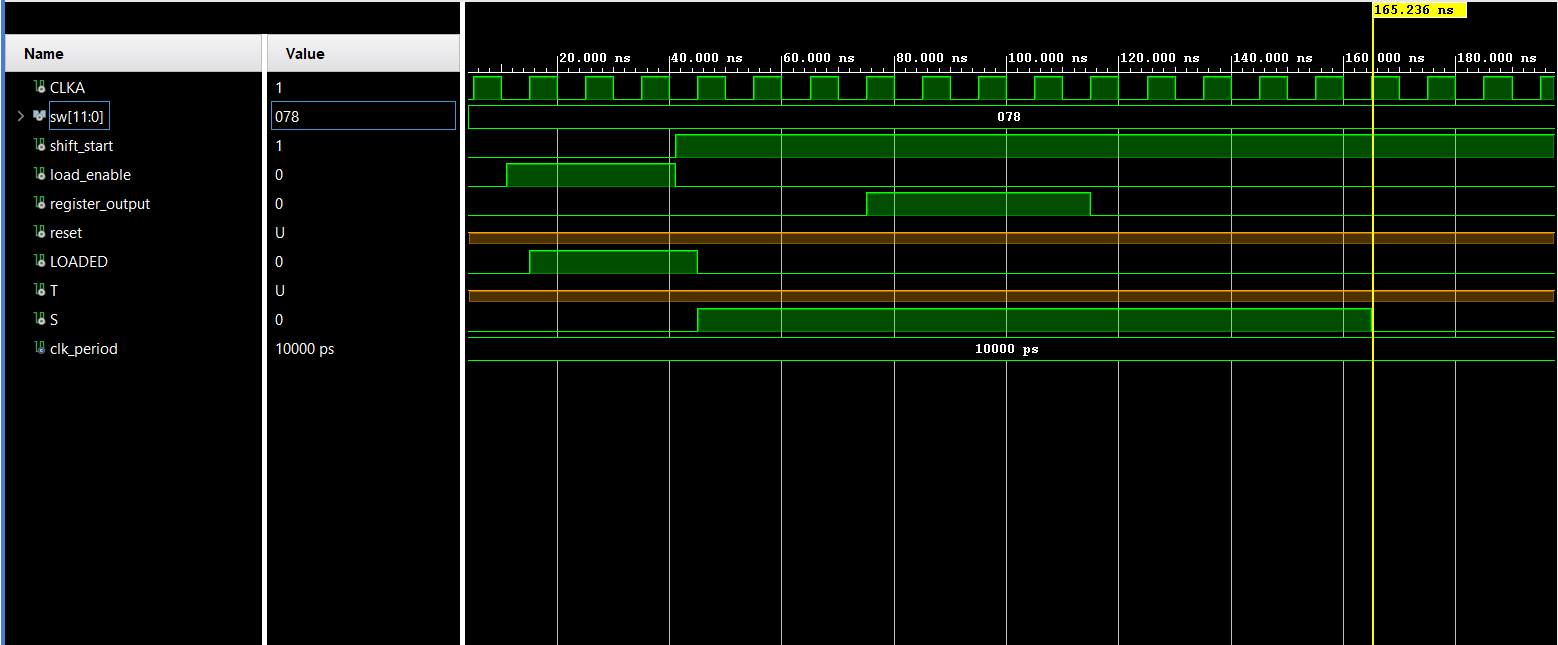 165.236 ns
Name Value
20.000 ns 40.000 ns 60.000 ns 80.000 ns 100.000 ns 120.000 ns 140.000 ns 160.000 ns 180.000 ns
CLKA 1
sw[11:0] 078 078
shift_start 1
load_enable 0
register_output 0
reset U
LOADED 0
T U
S 0
clk_period 10000 ps 10000 ps